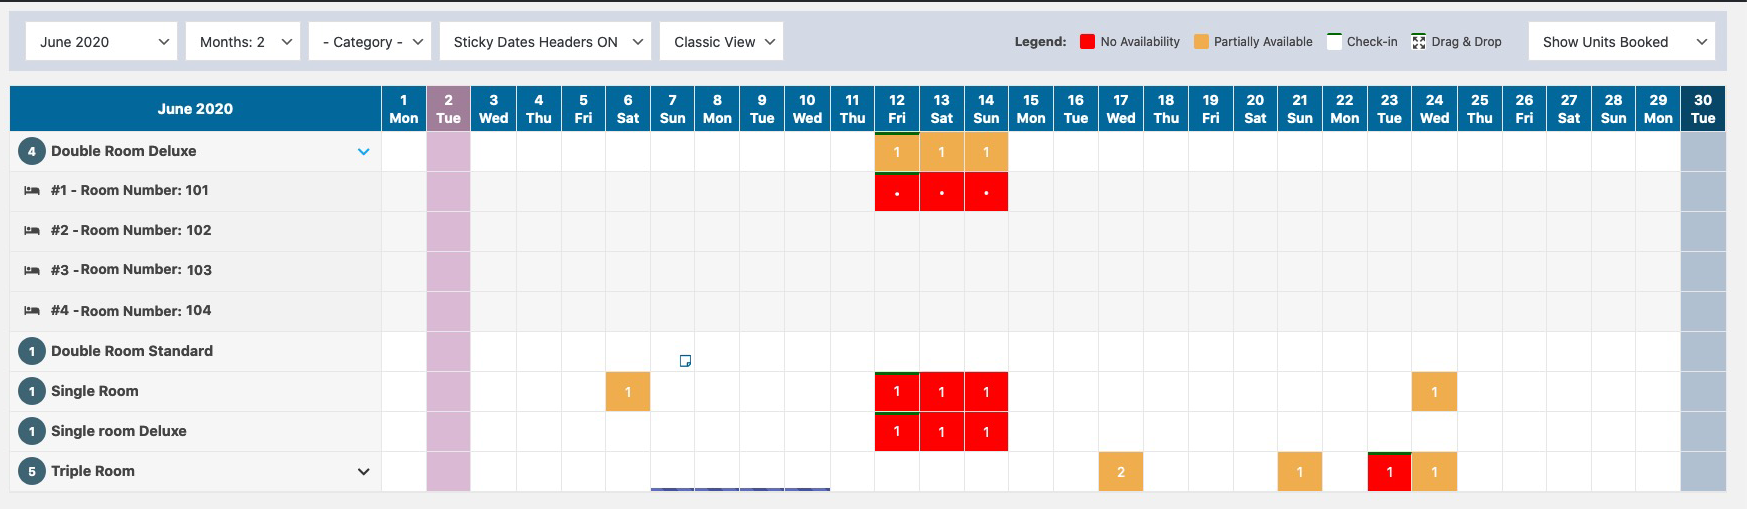 June 2020 Months: 2 - Category - Sticky Dates Headers ON Classic View Legend: No Availability Partially Available Check-in Drag & Drop Show Units Booked
June 2020 1 2 3 4 5 6 7 8 9 10 11 12 13 14 15 16 17 18 19 20 21 22 23 24 25 26 27 28 29 30
Mon Tue Wed Thu Fri Sat Sun Mon Tue Wed Thu Fri Sat Sun Mon Tue Wed Thu Fri Sat Sun Mon Tue Wed Thu Fri Sat Sun Mon Tue
4 Double Room Deluxe 1 1 1
#1 - Room Number: 101 • • •
#2 - Room Number: 102
#3 - Room Number: 103
#4 - Room Number: 104
1 Double Room Standard
1 Single Room 1 1 1 1 1
1 Single room Deluxe 1 1 1
5 Triple Room 2 1 1 1